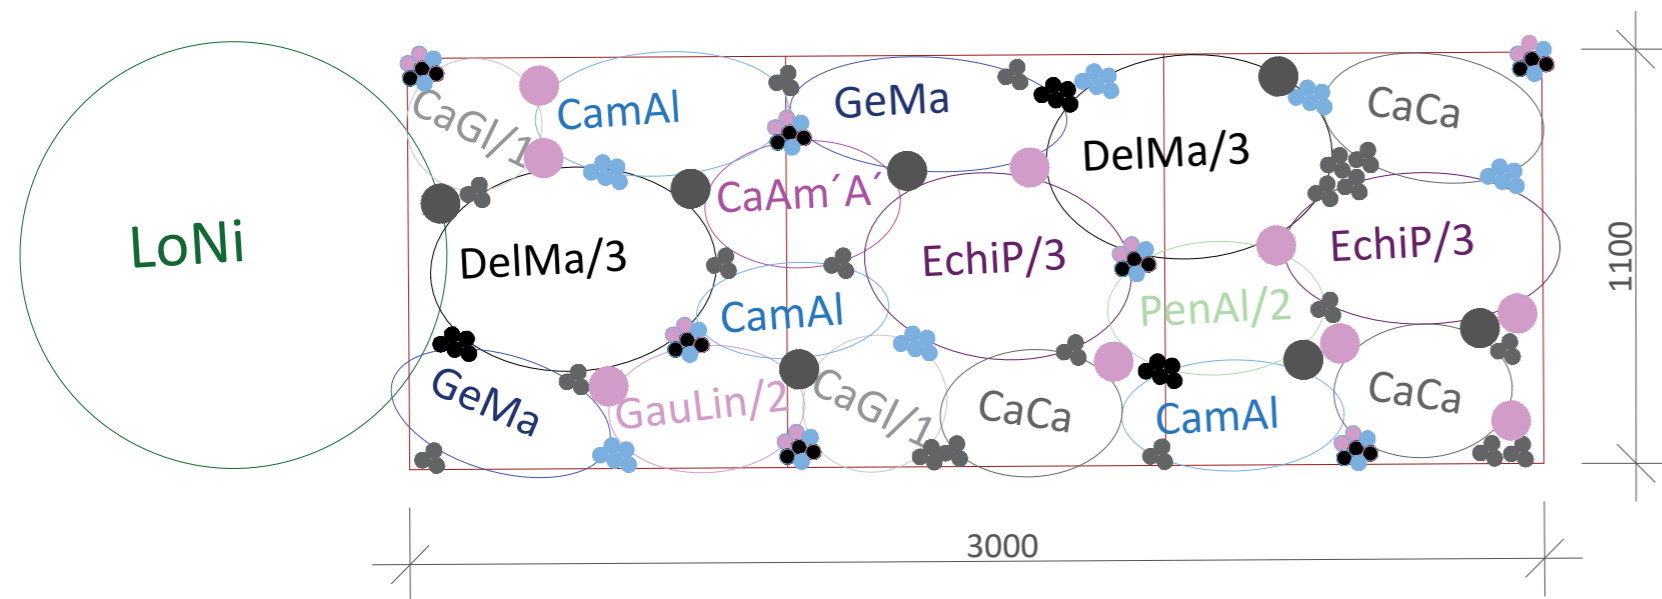 CaGl/1
CamAl
GeMa
DelMa/3
CaCa
LoNi
DelMa/3
CaAm´A´
EchiP/3
EchiP/3
CamAl
PenAl/2
GeMa
GauLin/2
CaGl/1
CaCa
CamAl
CaCa
1100
3000